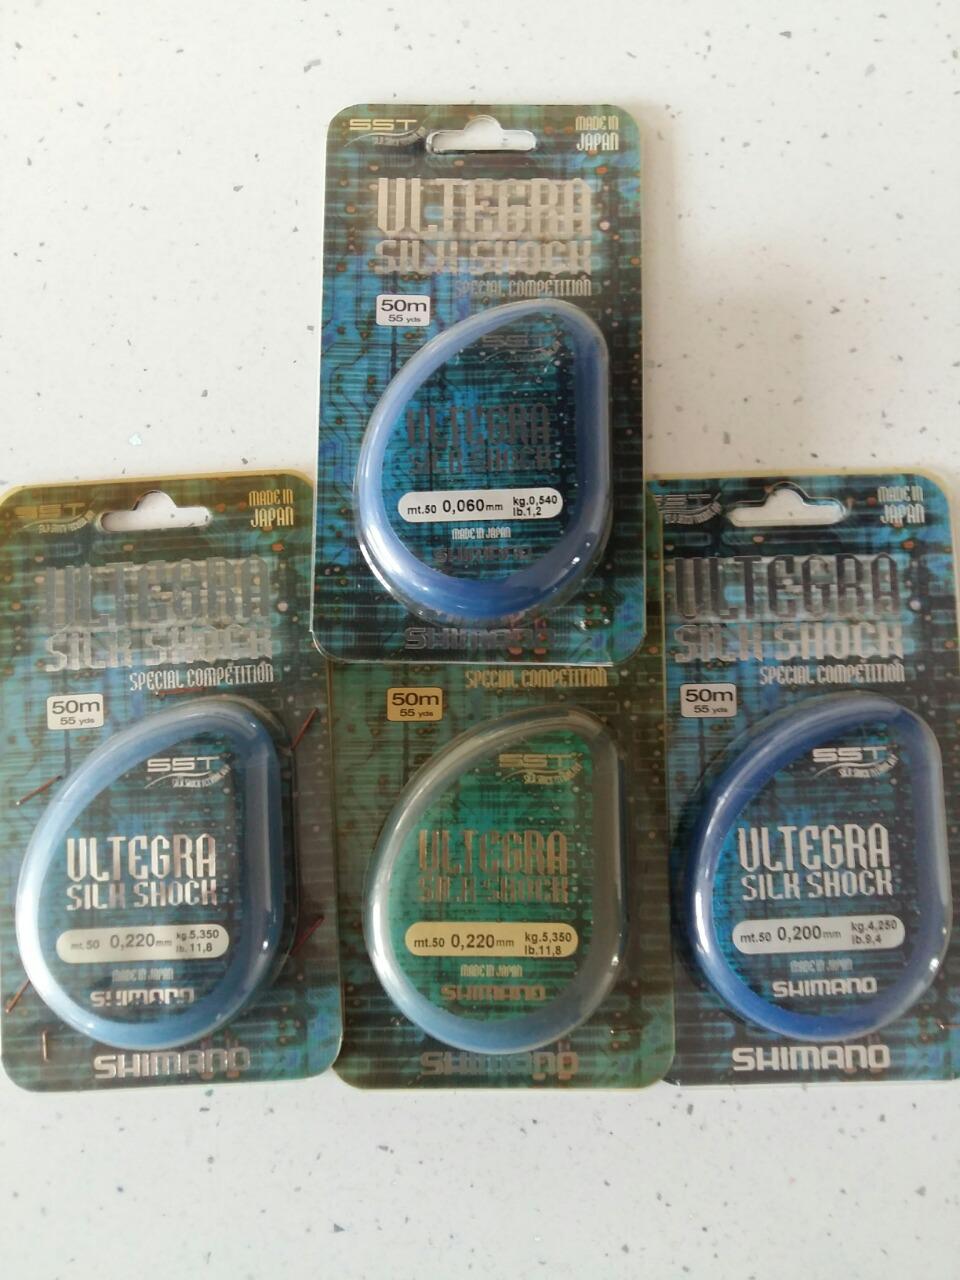 SST
MADE IN
JAPAN
ULTEGRA
SILK SHOCK
SPECIAL COMPETITION
50m
55 yds
SST
ULTEGRA
SILK SHOCK
mt.50 0,060mm kg.0,540
lb.1,2
MADE IN JAPAN
SHIMANO
SHIMANO
SST
MADE IN
JAPAN
ULTEGRA
SILK SHOCK
SPECIAL COMPETITION
50m
55 yds
SST
ULTEGRA
SILK SHOCK
mt.50 0,220mm kg.5,350
lb.11,8
MADE IN JAPAN
SHIMANO
SHIMANO
SPECIAL COMPETITION
50m
55 yds
SST
ULTEGRA
SILK SHOCK
mt.50 0,220mm kg.5,350
lb.11,8
MADE IN JAPAN
SHIMANO
SHIMANO
SST
MADE IN
JAPAN
ULTEGRA
SILK SHOCK
SPECIAL COMPETITION
50m
55 yds
SST
ULTEGRA
SILK SHOCK
mt.50 0,200mm kg.4,250
lb.9,4
MADE IN JAPAN
SHIMANO
SHIMANO